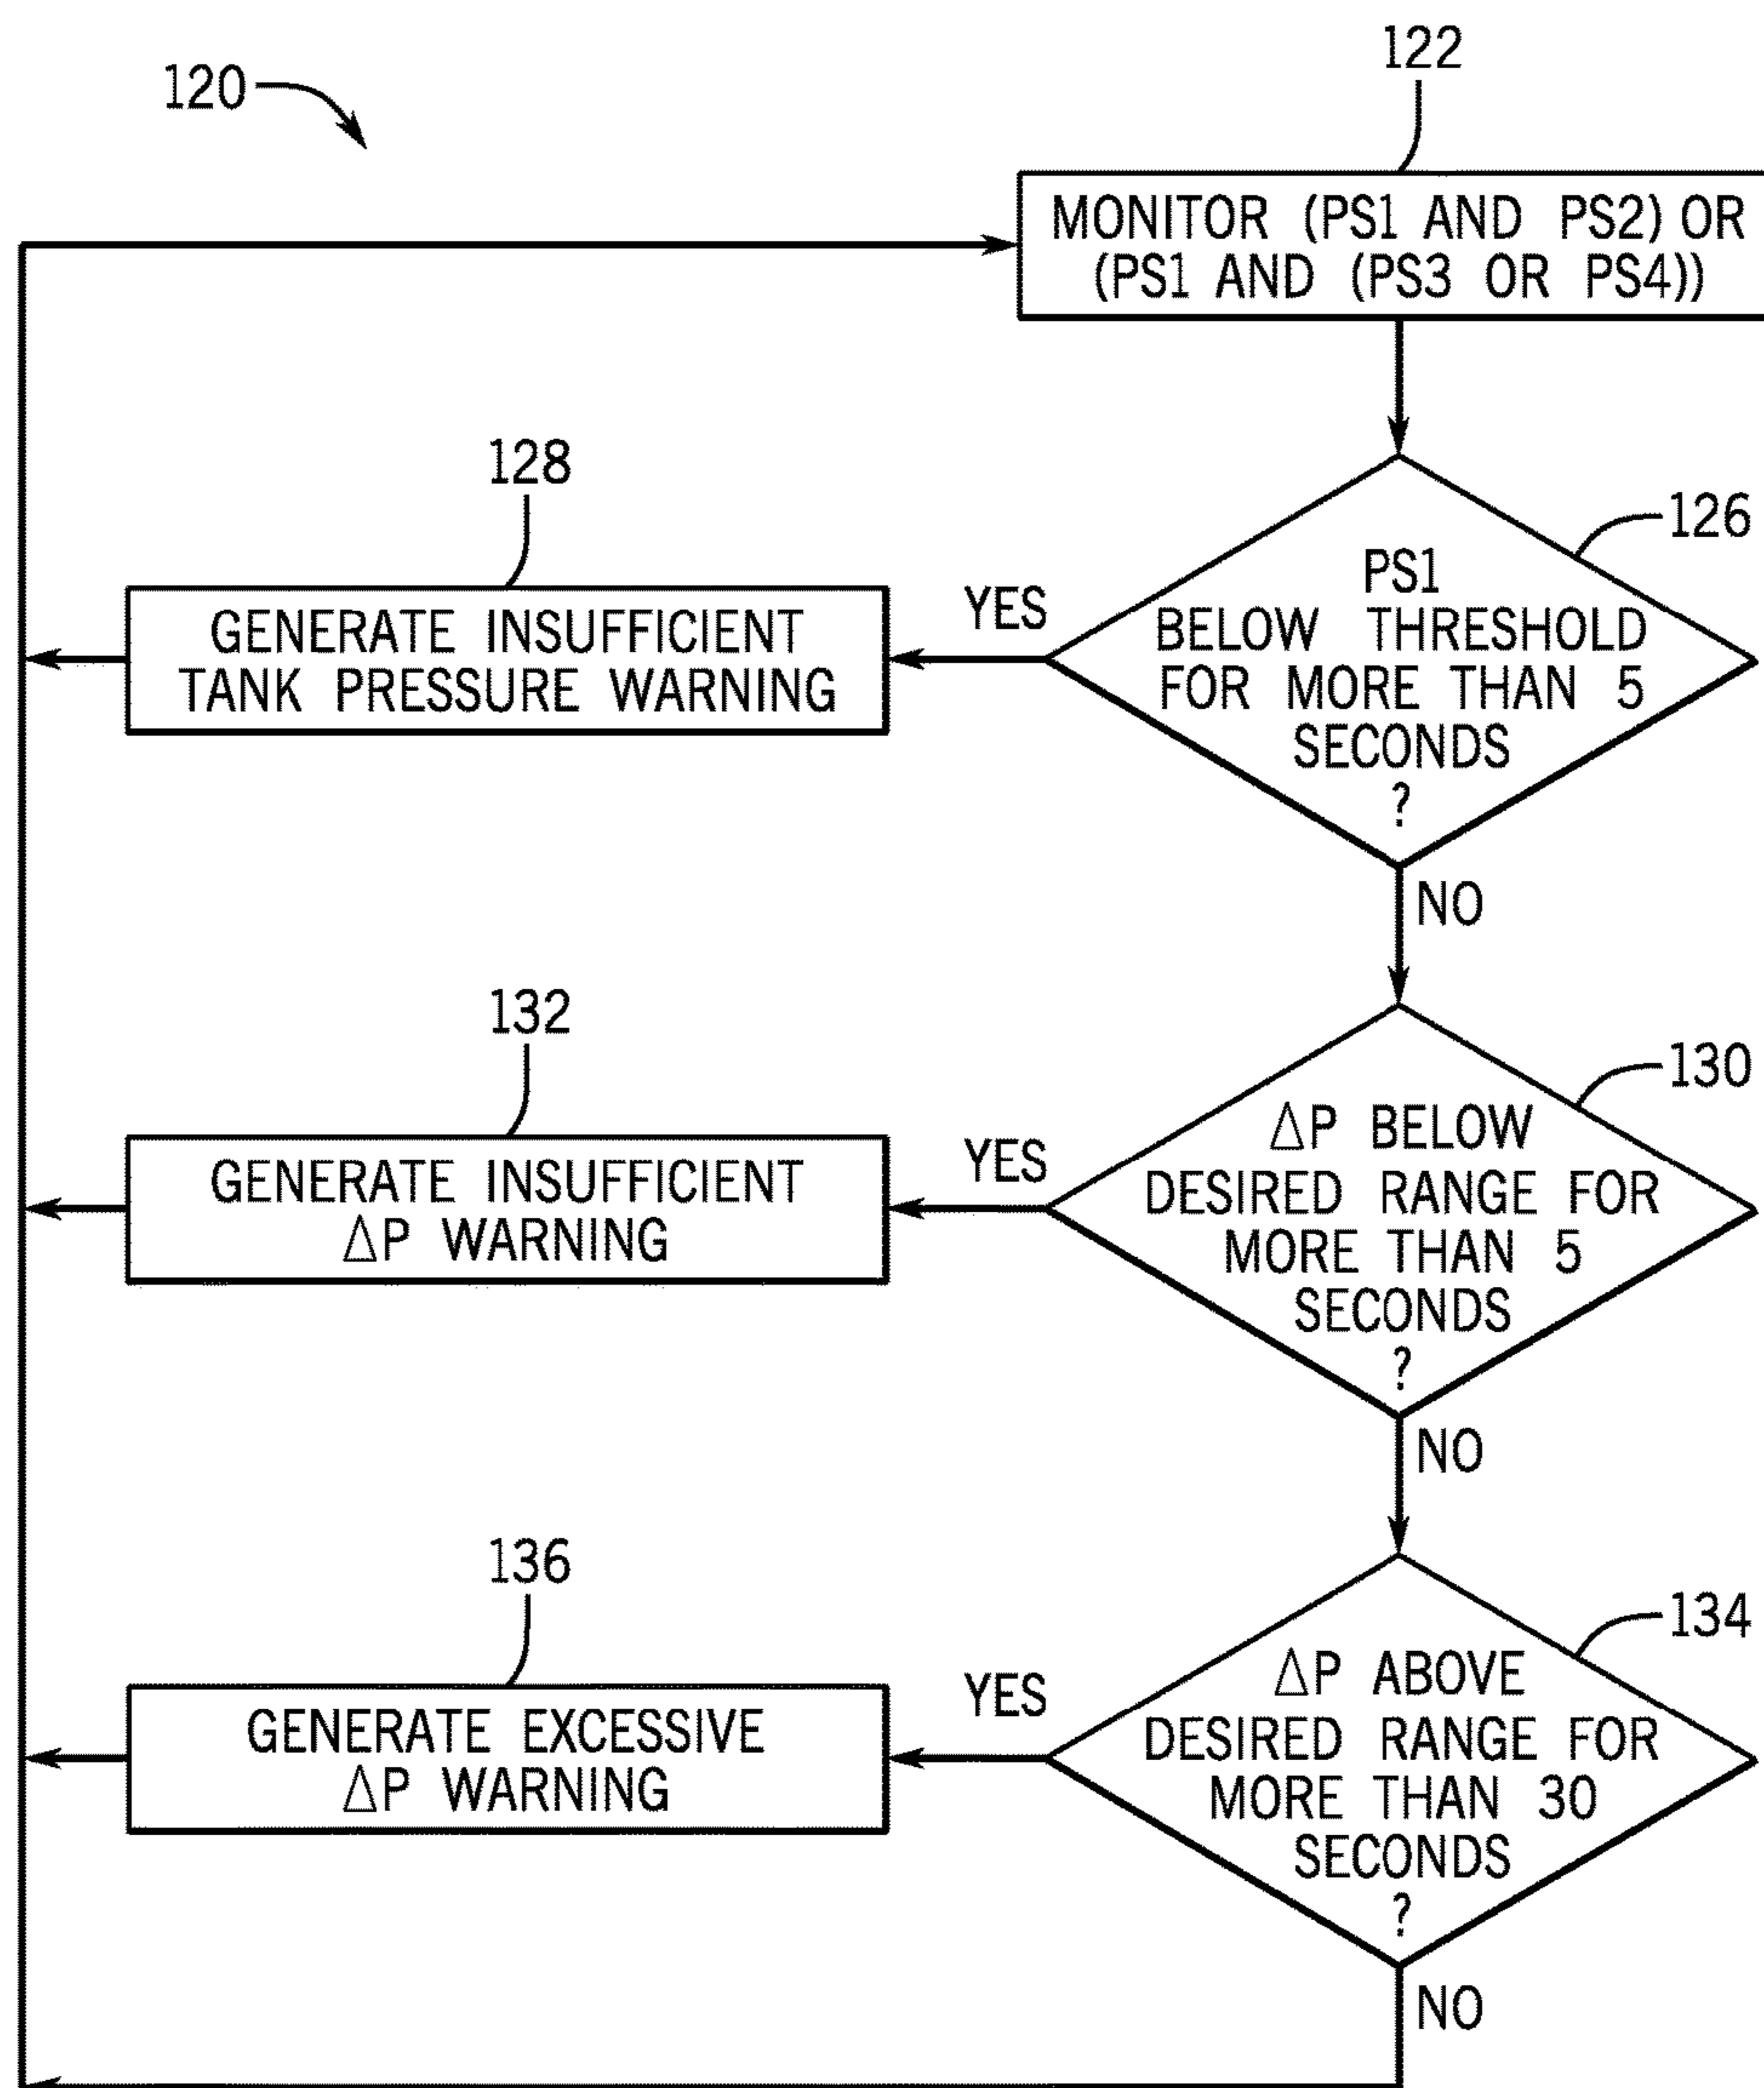 120
122
MONITOR (PS1 AND PS2) OR
(PS1 AND (PS3 OR PS4))
128
126
GENERATE INSUFFICIENT
TANK PRESSURE WARNING
YES
PS1
BELOW THRESHOLD
FOR MORE THAN 5
SECONDS
?
NO
132
130
GENERATE INSUFFICIENT
ΔP WARNING
YES
ΔP BELOW
DESIRED RANGE FOR
MORE THAN 5
SECONDS
?
NO
136
134
GENERATE EXCESSIVE
ΔP WARNING
YES
ΔP ABOVE
DESIRED RANGE FOR
MORE THAN 30
SECONDS
?
NO